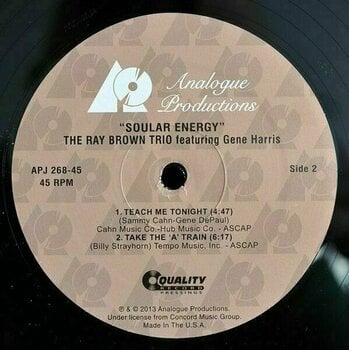 Analogue
Productions
"SOULAR ENERGY"
THE RAY BROWN TRIO featuring Gene Harris
APJ 268-45
45 RPM
Side 2
1. TEACH ME TONIGHT (4:47)
(Sammy Cahn-Gene DePaul)
Cahn Music Co.-Hub Music Co. - ASCAP
2. TAKE THE 'A' TRAIN (6:17)
(Billy Strayhorn) Tempo Music, Inc. - ASCAP
QUALITY
RECORD
PRESSINGS
℗ & © 2013 Analogue Productions.
Under license from Concord Music Group.
Made In The U.S.A.